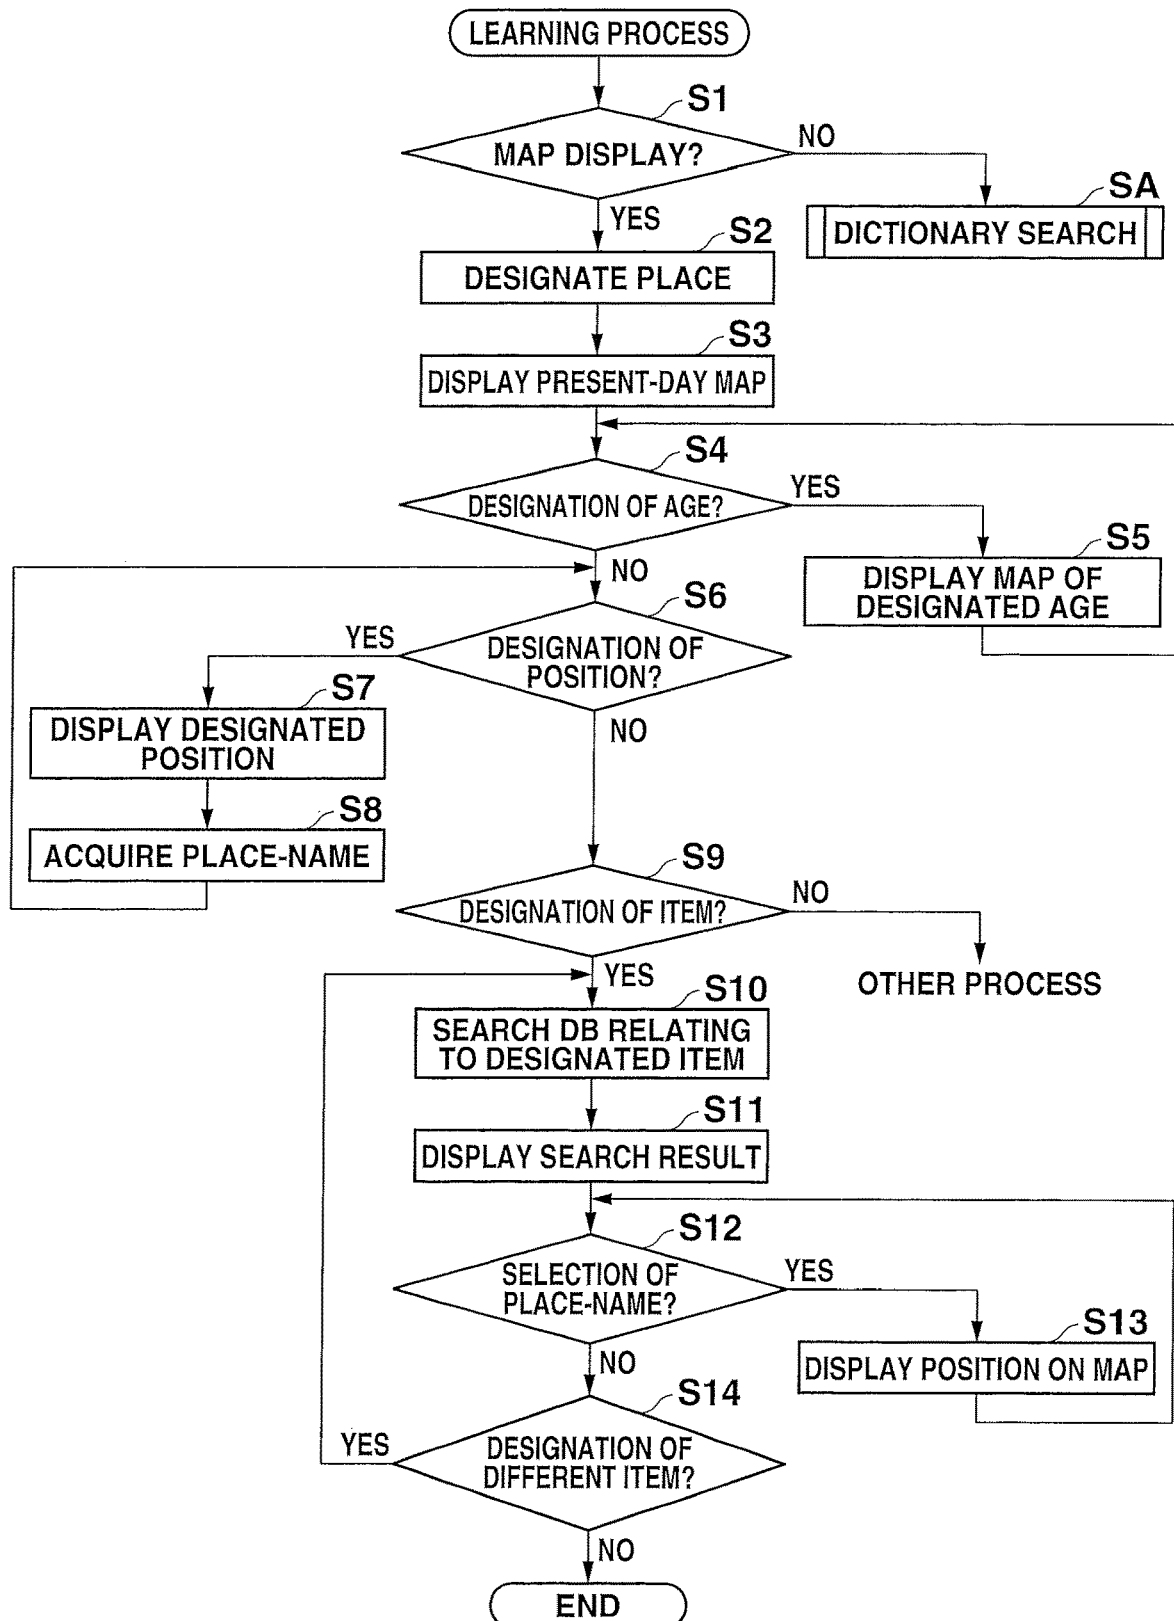 LEARNING PROCESS
S1
MAP DISPLAY?
NO
YES
SA
DICTIONARY SEARCH
S2
DESIGNATE PLACE
S3
DISPLAY PRESENT-DAY MAP
S4
DESIGNATION OF AGE?
YES
NO
S5
DISPLAY MAP OF
DESIGNATED AGE
S6
DESIGNATION OF
POSITION?
YES
NO
S7
DISPLAY DESIGNATED
POSITION
S8
ACQUIRE PLACE-NAME
S9
DESIGNATION OF ITEM?
NO
OTHER PROCESS
YES
S10
SEARCH DB RELATING
TO DESIGNATED ITEM
S11
DISPLAY SEARCH RESULT
S12
SELECTION OF
PLACE-NAME?
YES
NO
S13
DISPLAY POSITION ON MAP
S14
DESIGNATION OF
DIFFERENT ITEM?
YES
NO
END